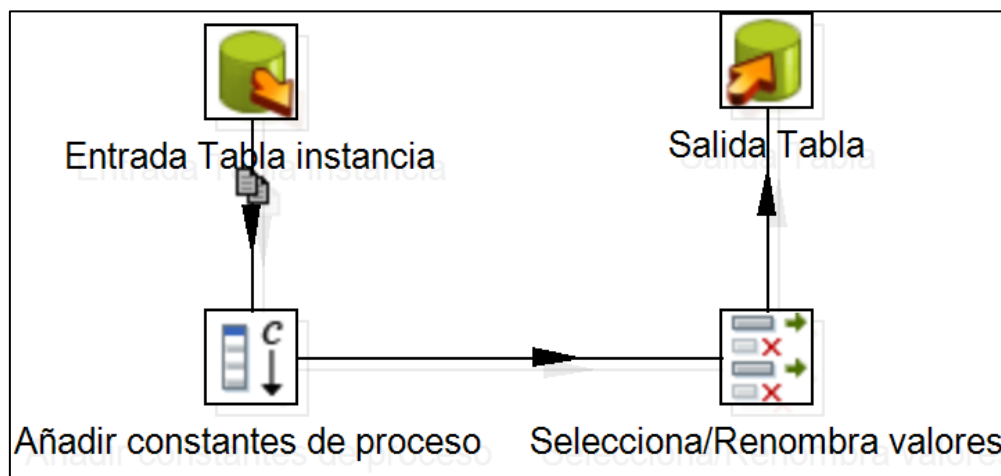 Entrada Tabla instancia
Salida Tabla
C
Añadir constantes de proceso
Selecciona/Renombra valores